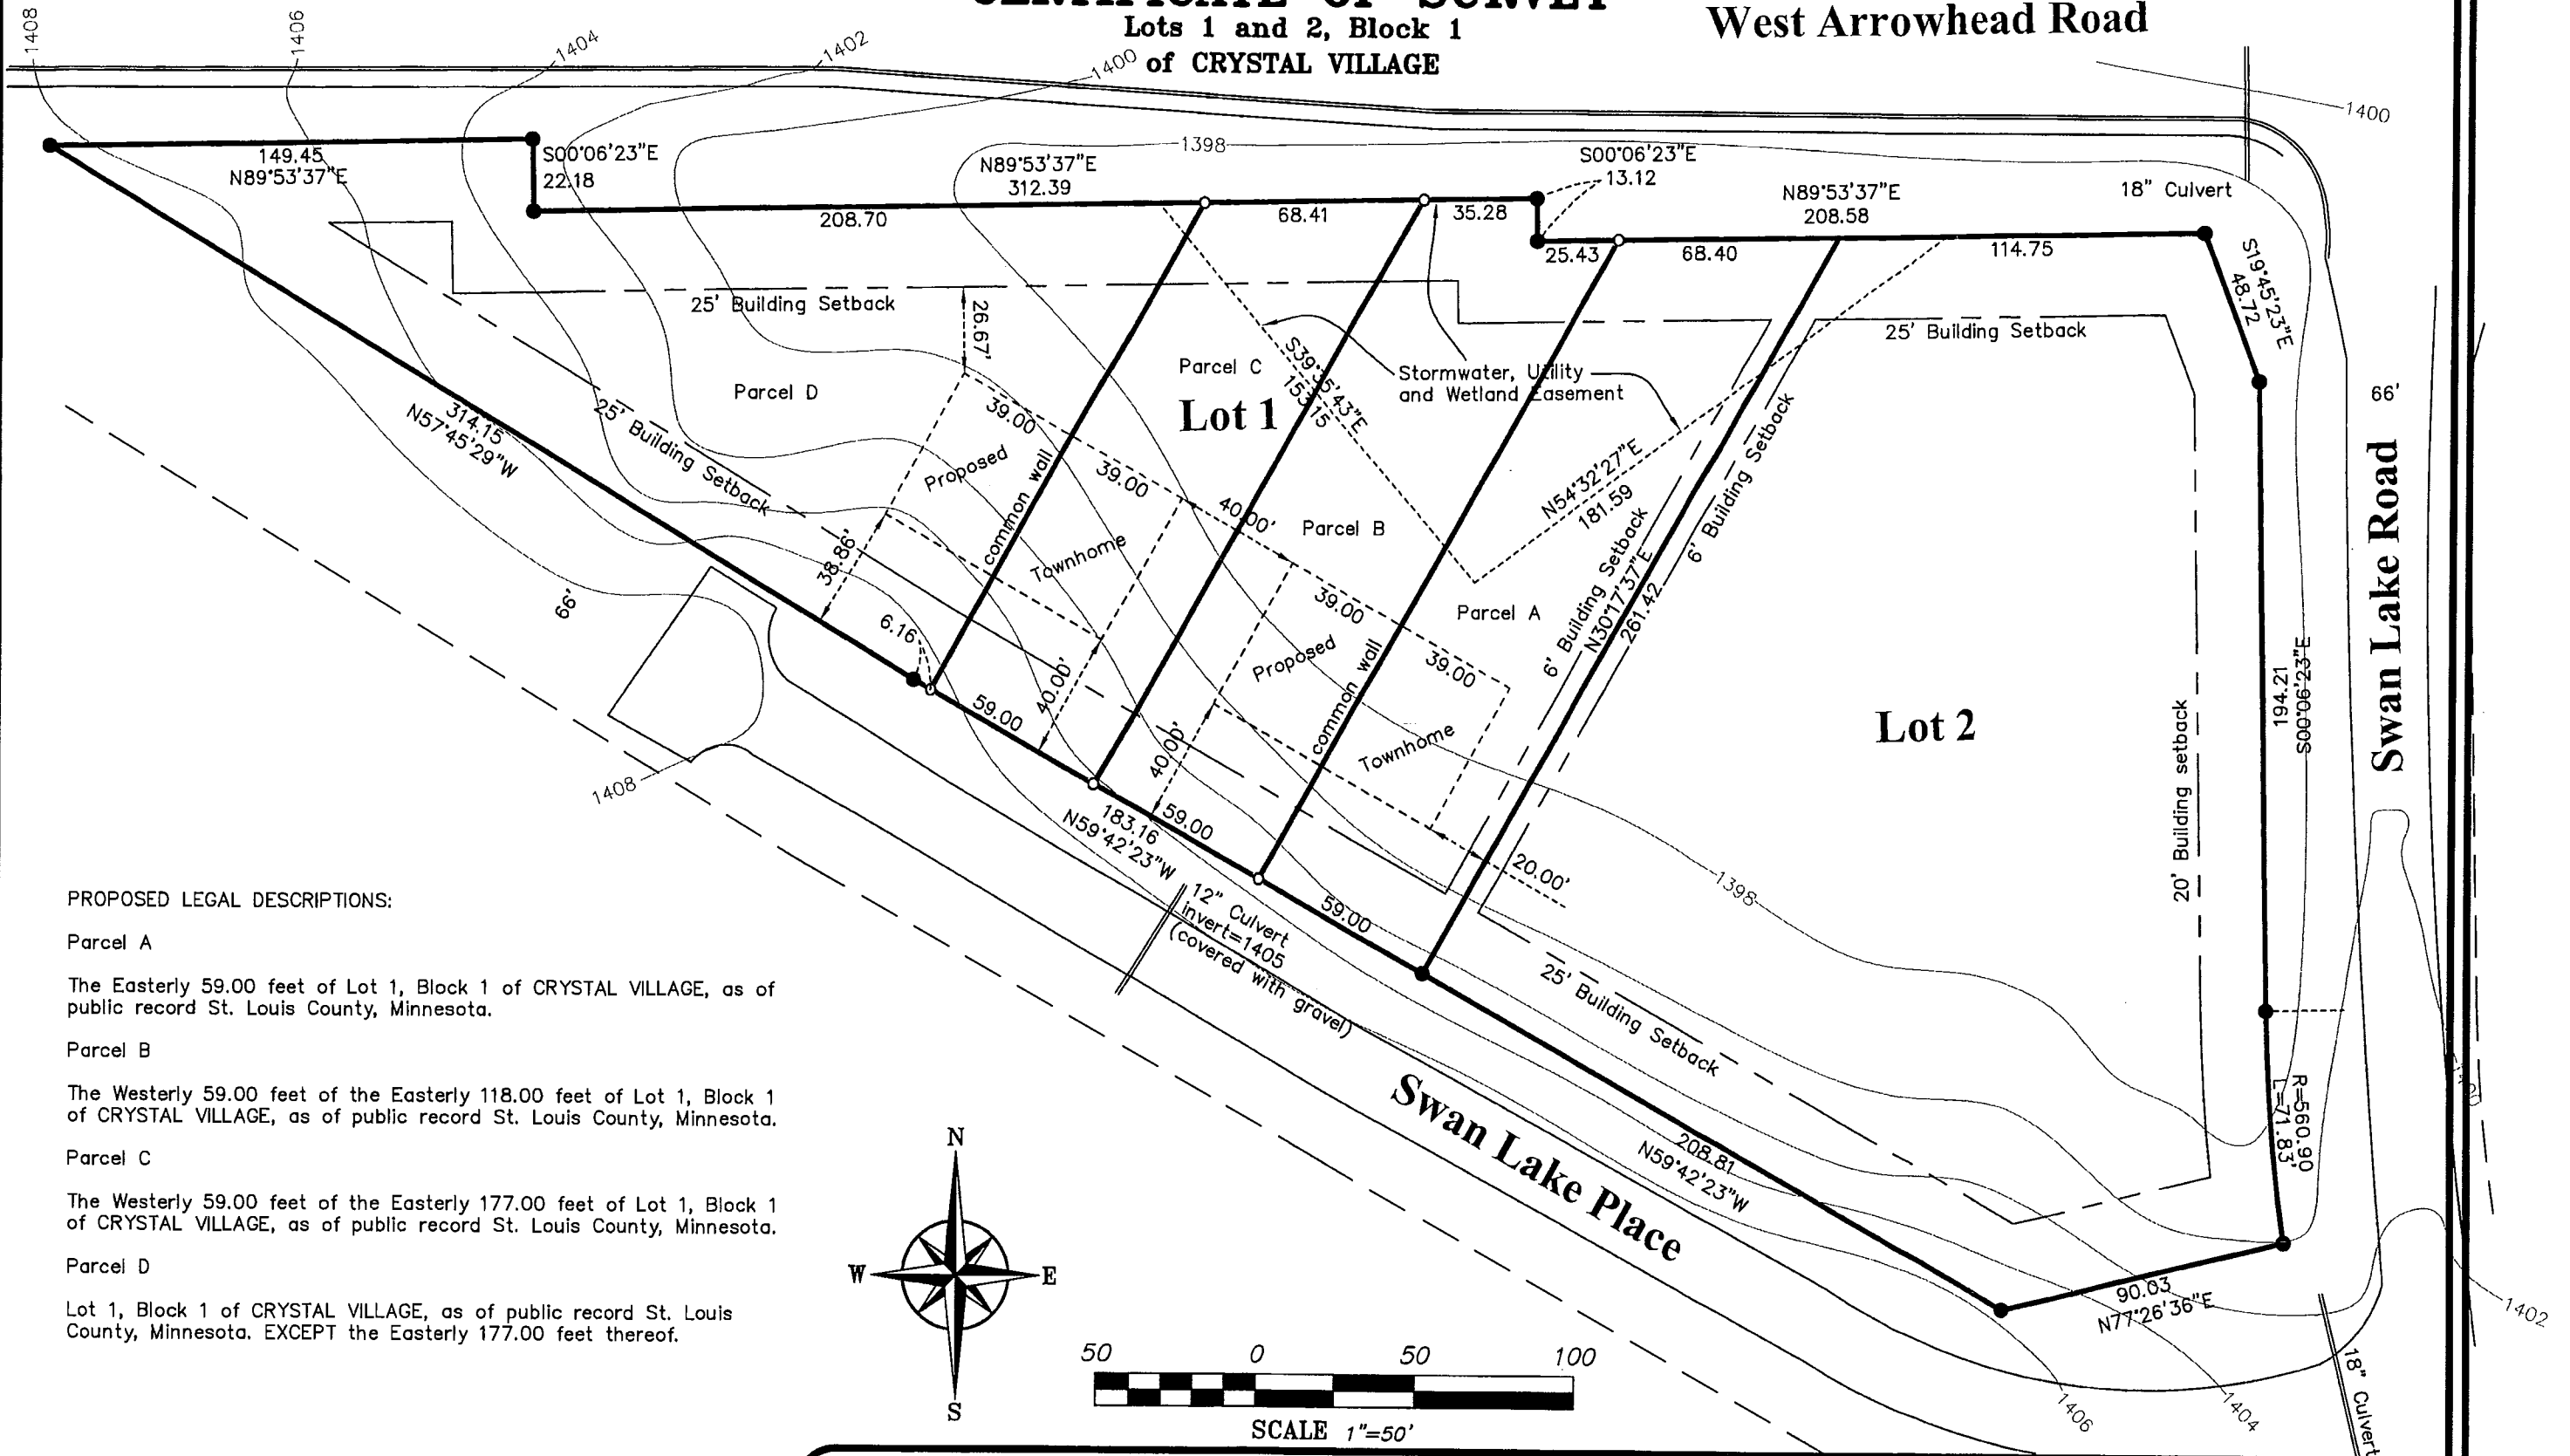 CERTIFICATE OF SURVEY
Lots 1 and 2, Block 1
of CRYSTAL VILLAGE
West Arrowhead Road
1408
1406
1404
1402
1400
1400
1398
149.45
N89°53'37"E
S00°06'23"E
22.18
N89°53'37"E
312.39
208.70
68.41
35.28
S00°06'23"E
13.12
N89°53'37"E
208.58
25.43
68.40
114.75
18" Culvert
S19°45'23"E
48.72
25' Building Setback
26.67'
25' Building Setback
Parcel D
Parcel C
Lot 1
S39°35'43"E
153.15
Stormwater, Utility
and Wetland Easement
66'
314.15
N57°45'29"W
25' Building Setback
39.00
39.00
40.00'
Proposed
common wall
Townhome
Parcel B
N54°32'27"E
181.59
6' Building Setback
N30°17'37"E
261.42
6' Building Setback
Swan Lake Road
38.86'
66'
6.16
59.00
40.00'
39.00
39.00
Parcel A
Proposed
common wall
Townhome
40.00'
Lot 2
20' Building setback
194.21
S00°06'23"E
1408
183.16
N59°42'23"W
59.00
59.00
20.00'
1398
12" Culvert
invert=1405
(covered with gravel)
25' Building Setback
R=560.90
L=71.83'
Swan Lake Place
208.81
N59°42'23"W
90.03
N77°26'36"E
1402
1406
1404
18" Culvert
PROPOSED LEGAL DESCRIPTIONS:
Parcel A
The Easterly 59.00 feet of Lot 1, Block 1 of CRYSTAL VILLAGE, as of
public record St. Louis County, Minnesota.
Parcel B
The Westerly 59.00 feet of the Easterly 118.00 feet of Lot 1, Block 1
of CRYSTAL VILLAGE, as of public record St. Louis County, Minnesota.
Parcel C
The Westerly 59.00 feet of the Easterly 177.00 feet of Lot 1, Block 1
of CRYSTAL VILLAGE, as of public record St. Louis County, Minnesota.
Parcel D
Lot 1, Block 1 of CRYSTAL VILLAGE, as of public record St. Louis
County, Minnesota. EXCEPT the Easterly 177.00 feet thereof.
N
W
E
S
50 0 50 100
SCALE 1"=50'